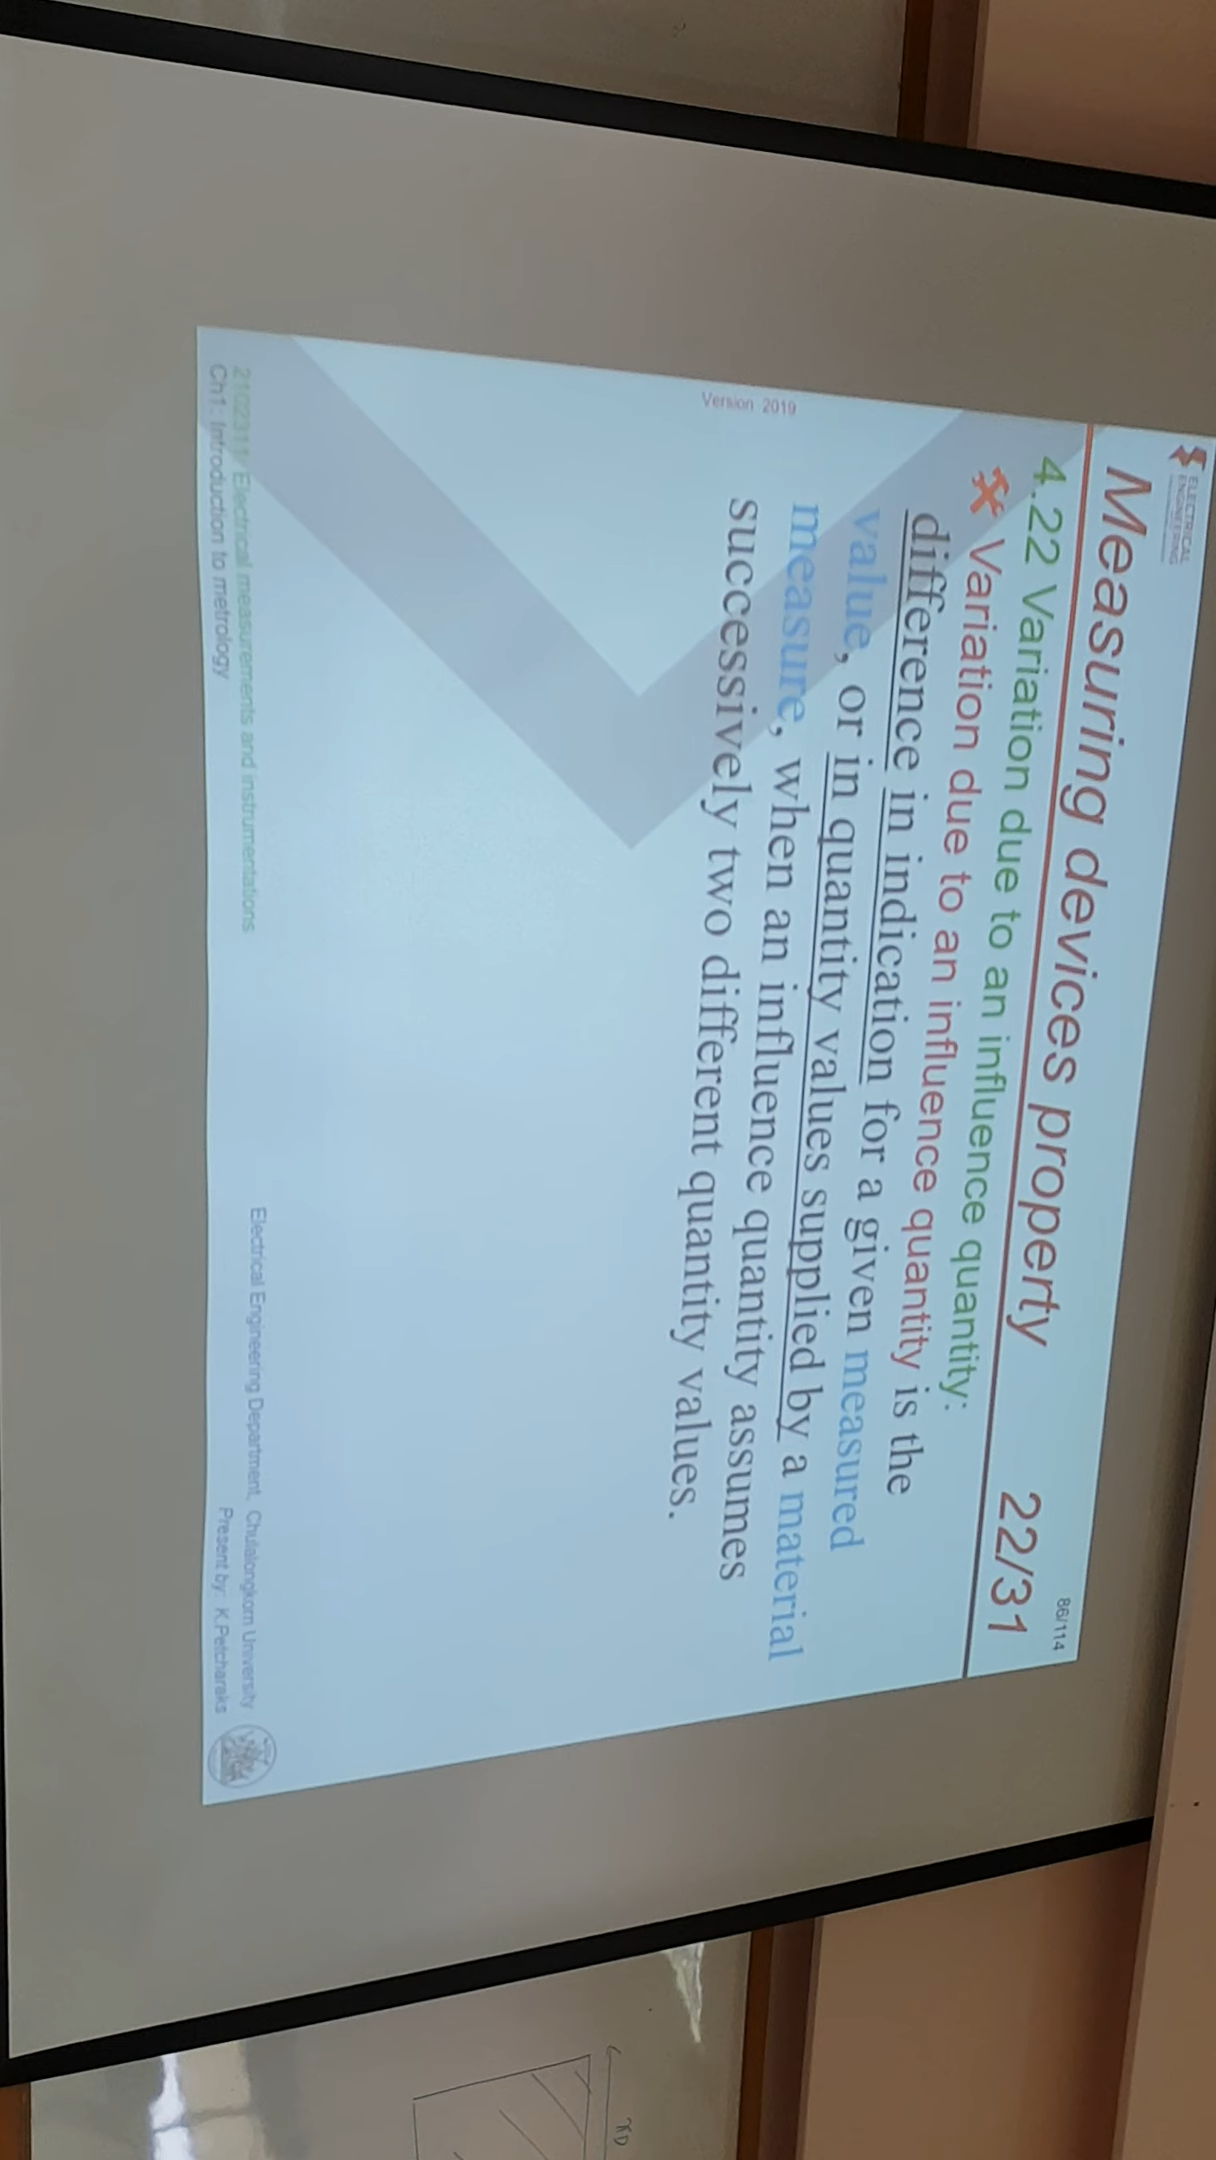 ELECTRICAL
ENGINEERING
86/114
Measuring devices property 22/31
4.22 Variation due to an influence quantity:
Variation due to an influence quantity is the
difference in indication for a given measured
value, or in quantity values supplied by a material
measure, when an influence quantity assumes
successively two different quantity values.
Version 2019
2102311 Electrical measurements and instrumentations
Ch1: Introduction to metrology
Electrical Engineering Department, Chulalongkorn University
Present by: K.Petcharaks